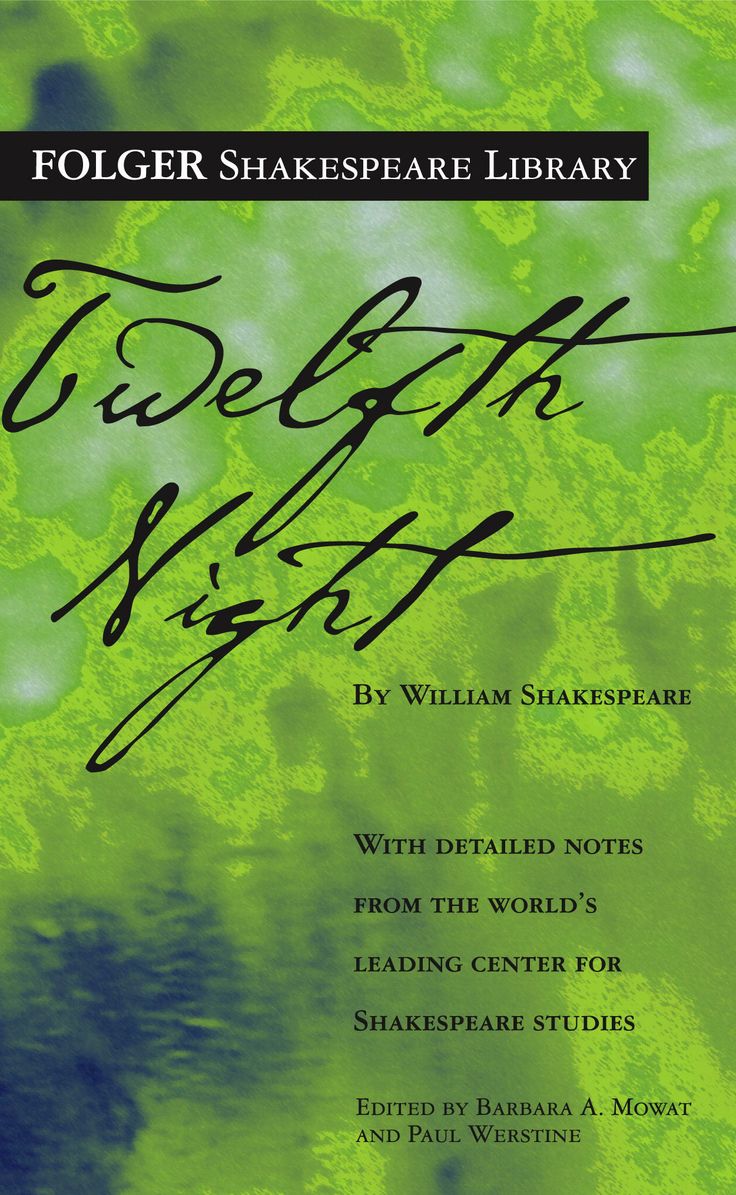 FOLGER SHAKESPEARE LIBRARY
Twelfth
Night
BY WILLIAM SHAKESPEARE
WITH DETAILED NOTES
FROM THE WORLD'S
LEADING CENTER FOR
SHAKESPEARE STUDIES
EDITED BY BARBARA A. MOWAT
AND PAUL WERSTINE